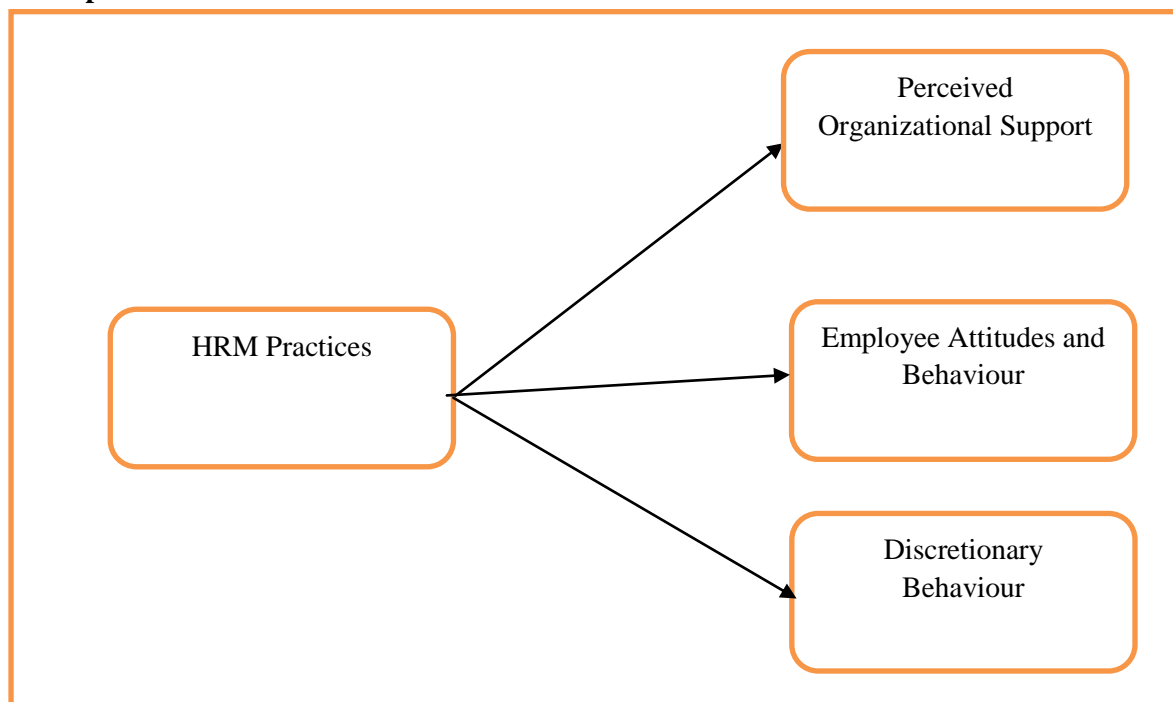 Perceived
Organizational Support
HRM Practices
Employee Attitudes and
Behaviour
Discretionary
Behaviour